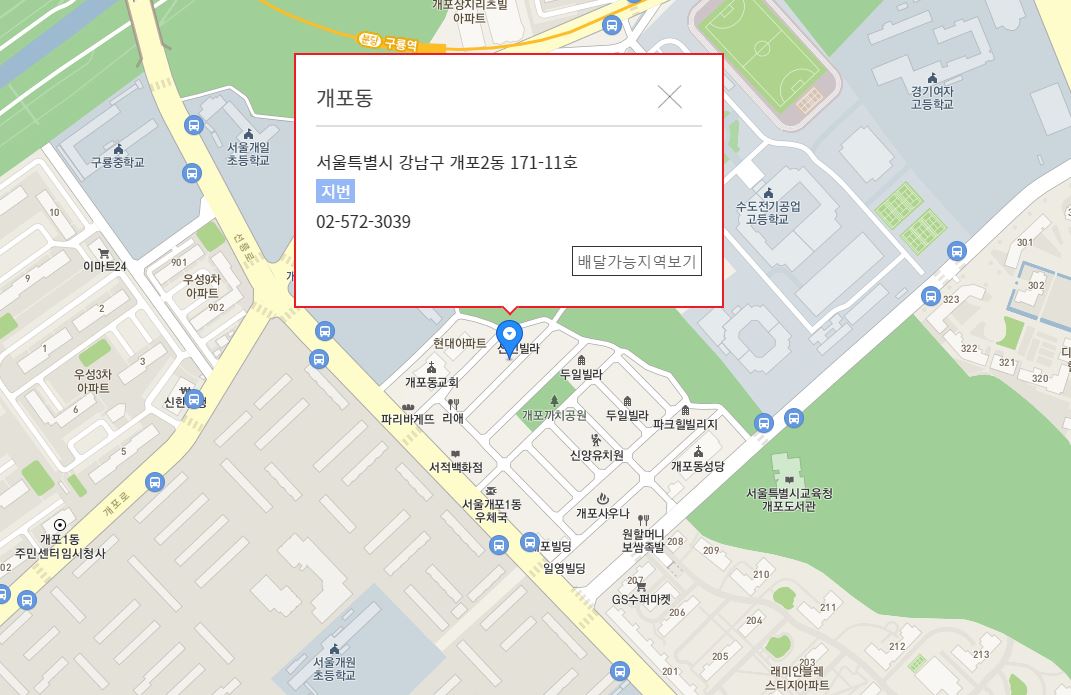 개포상지리츠빌
아파트
분당 구룡역
개포동
서울특별시 강남구 개포2동 171-11호
지번
02-572-3039
배달가능지역보기
경기여자
고등학교
구룡중학교
서울개일
초등학교
수도전기공업
고등학교
선릉로
10
9
이마트24
901
우성9차
아파트
902
2
1
3
우성3차
아파트
6
5
301
302
323
322
321
320
현대아파트
개포동교회
두일빌라
파리바게뜨
리애
개포까치공원
두일빌라
파크힐빌리지
신양유치원
개포동성당
서적백화점
서울특별시교육청
개포도서관
서울개포1동
우체국
개포사우나
원할머니
보쌈족발
개포로
개포1동
주민센터임시청사
02
일영빌딩
208
209
207
GS수퍼마켓
206
210
211
204
205
203
212
213
201
래미안블레
스티지아파트
서울개원
초등학교